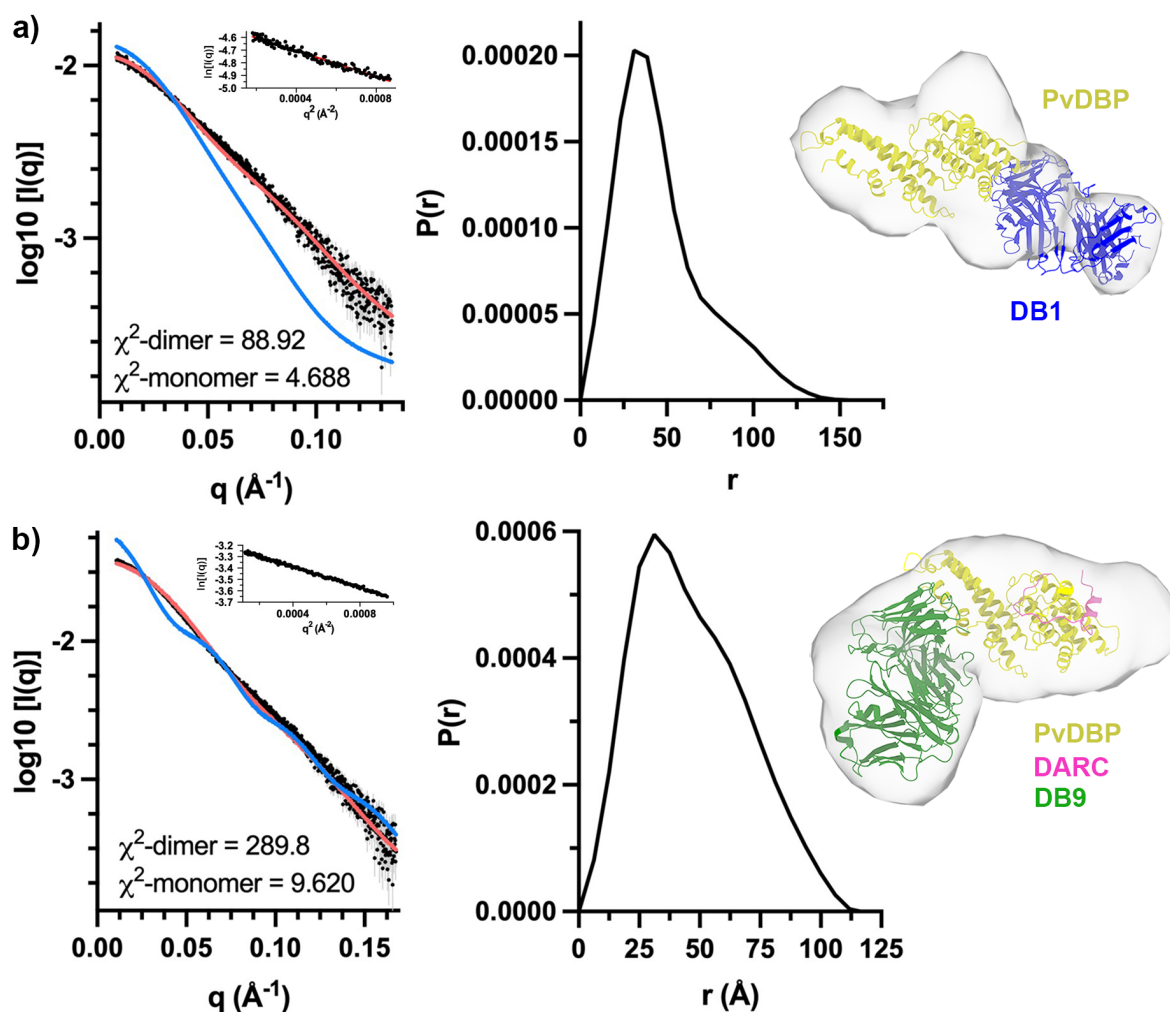 a)
-2
-3
log10 [I(q)]
0.00
0.05
0.10
q (Å-1)
χ2-dimer = 88.92
χ2-monomer = 4.688
-4.6
-4.7
-4.8
-4.9
-5.0
ln[I(q)]
0.0004
0.0008
q2 (Å-2)
0.00020
0.00015
0.00010
0.00005
0.00000
P(r)
0
50
100
150
r
PvDBP
DB1
b)
-2
-3
log10 [I(q)]
0.00
0.05
0.10
0.15
q (Å-1)
χ2-dimer = 289.8
χ2-monomer = 9.620
-3.2
-3.3
-3.4
-3.5
-3.6
-3.7
ln[I(q)]
0.0004
0.0008
q2 (Å-2)
0.0006
0.0004
0.0002
0.0000
P(r)
0
25
50
75
100
125
r (Å)
PvDBP
DARC
DB9